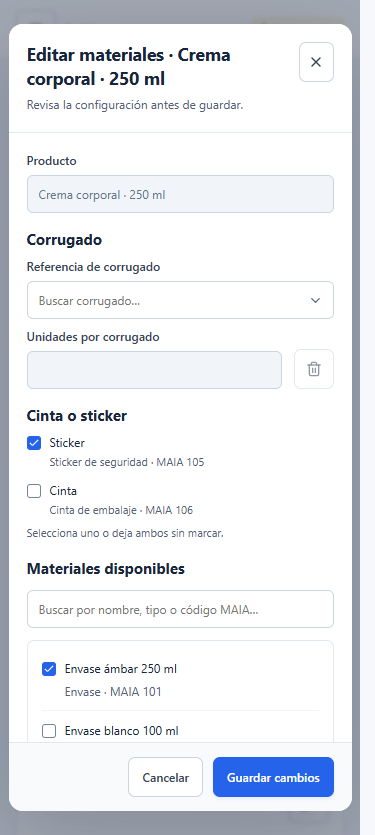 Editar materiales · Crema
corporal · 250 ml
Revisa la configuración antes de guardar.
Producto
Crema corporal · 250 ml
Corrugado
Referencia de corrugado
Buscar corrugado...
Unidades por corrugado
Cinta o sticker
Sticker
Sticker de seguridad · MAIA 105
Cinta
Cinta de embalaje · MAIA 106
Selecciona uno o deja ambos sin marcar.
Materiales disponibles
Buscar por nombre, tipo o código MAIA...
Envase ámbar 250 ml
Envase · MAIA 101
Envase blanco 100 ml
Cancelar
Guardar cambios